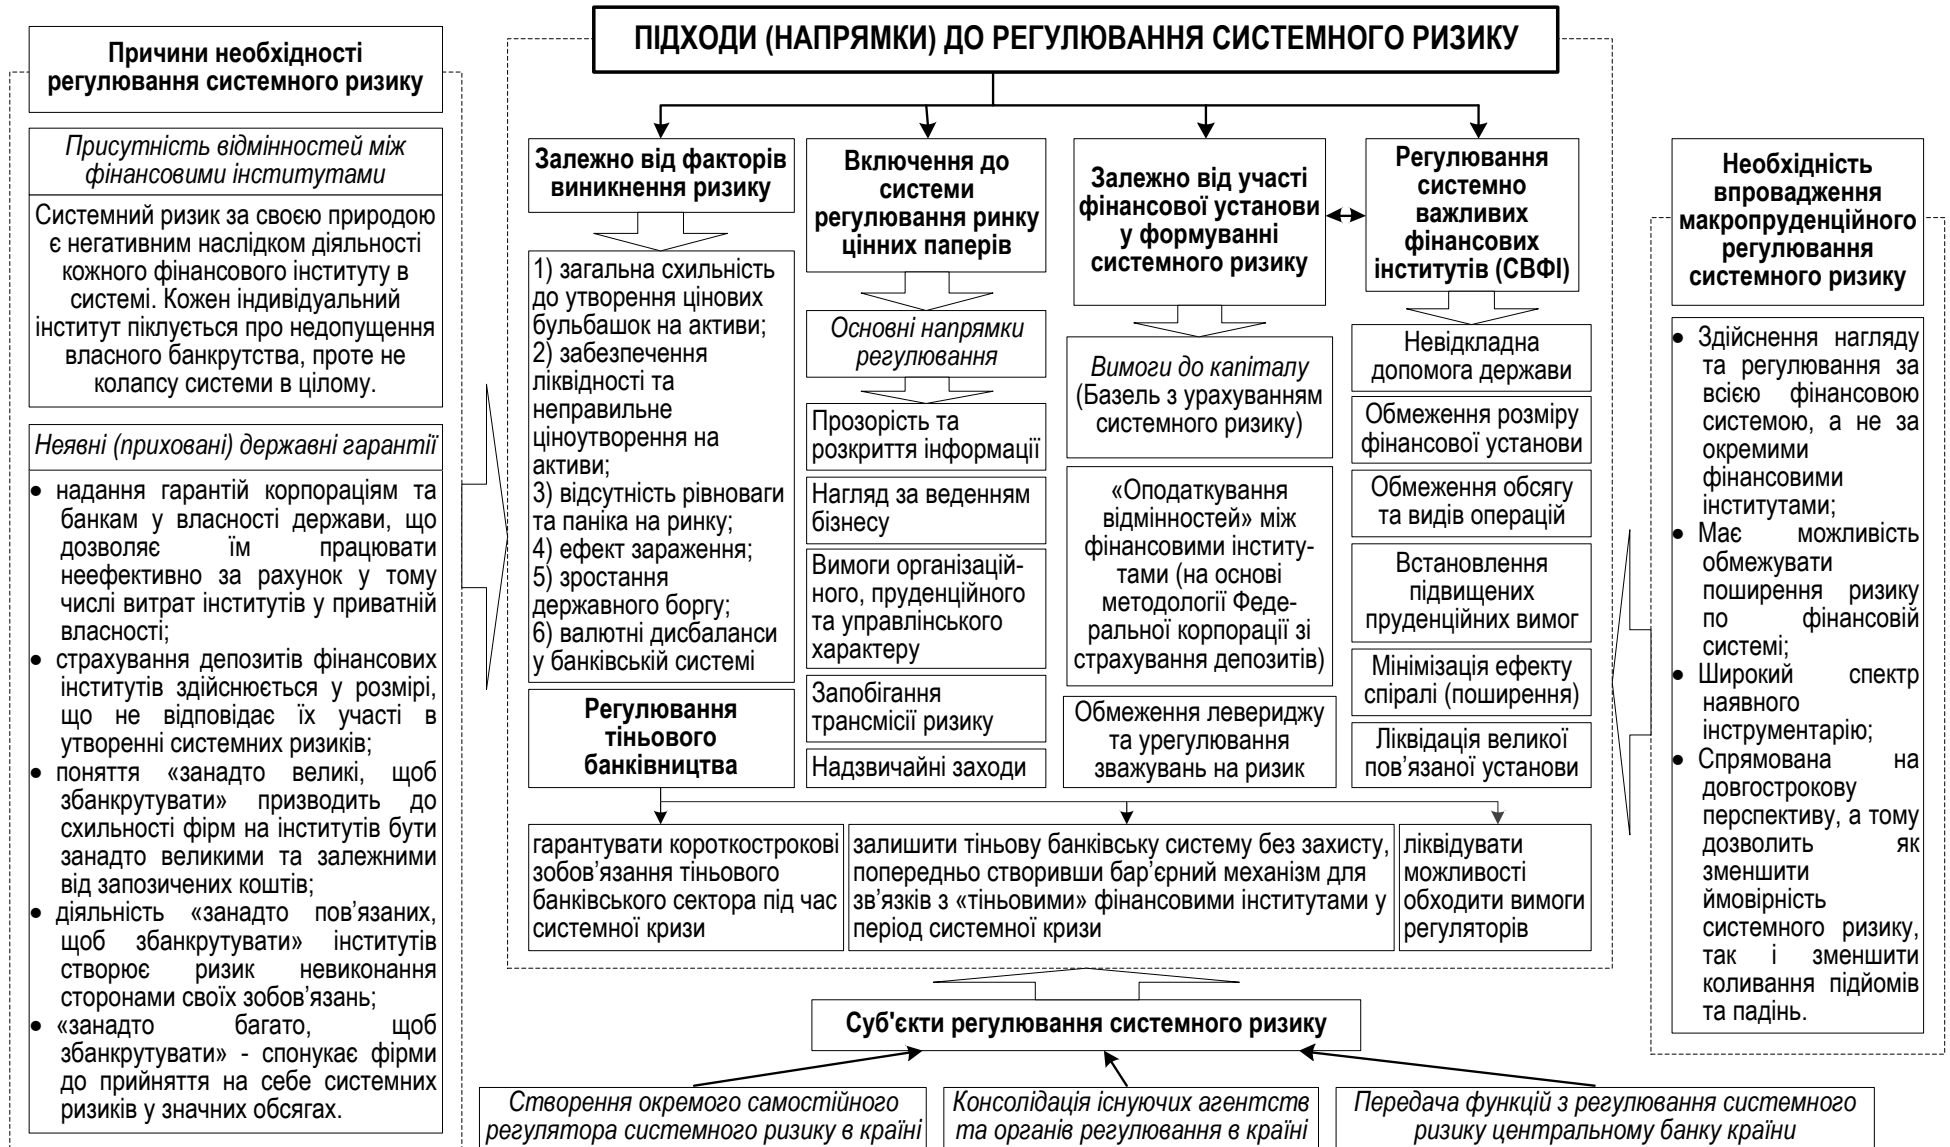 Причини необхідності
регулювання системного ризику
Присутність відмінностей між
фінансовими інститутами
Системний ризик за своєю природою
є негативним наслідком діяльності
кожного фінансового інституту в
системі. Кожен індивідуальний
інститут піклується про недопущення
власного банкрутства, проте не
колапсу системи в цілому.
Неявні (приховані) державні гарантії
• надання гарантій корпораціям та
банкам у власності держави, що
дозволяє їм працювати
неефективно за рахунок у тому
числі витрат інститутів у приватній
власності;
• страхування депозитів фінансових
інститутів здійснюється у розмірі,
що не відповідає їх участі в
утворенні системних ризиків;
• поняття «занадто великі, щоб
збанкрутувати» призводить до
схильності фірм на інститутів бути
занадто великими та залежними
від запозичених коштів;
• діяльність «занадто пов’язаних,
щоб збанкрутувати» інститутів
створює ризик невиконання
сторонами своїх зобов’язань;
• «занадто багато, щоб
збанкрутувати» - спонукає фірми
до прийняття на себе системних
ризиків у значних обсягах.
ПІДХОДИ (НАПРЯМКИ) ДО РЕГУЛЮВАННЯ СИСТЕМНОГО РИЗИКУ
Залежно від факторів
виникнення ризику
1) загальна схильність
до утворення цінових
бульбашок на активи;
2) забезпечення
ліквідності та
неправильне
ціноутворення на
активи;
3) відсутність рівноваги
та паніка на ринку;
4) ефект зараження;
5) зростання
державного боргу;
6) валютні дисбаланси
у банківській системі
Регулювання
тіньового
банківництва
Включення до
системи
регулювання ринку
цінних паперів
Основні напрямки
регулювання
Прозорість та
розкриття інформації
Нагляд за веденням
бізнесу
Вимоги організацій-
ного, пруденційного
та управлінського
характеру
Запобігання
трансмісії ризику
Надзвичайні заходи
Залежно від участі
фінансової установи
у формуванні
системного ризику
Вимоги до капіталу
(Базель з урахуванням
системного ризику)
«Оподаткування
відмінностей» між
фінансовими інститу-
тами (на основі
методології Феде-
ральної корпорації зі
страхування депозитів)
Обмеження левериджу
та урегулювання
зважувань на ризик
Регулювання
системно
важливих
фінансових
інститутів (СВФІ)
Невідкладна
допомога держави
Обмеження розміру
фінансової установи
Обмеження обсягу
та видів операцій
Встановлення
підвищених
пруденційних вимог
Мінімізація ефекту
спіралі (поширення)
Ліквідація великої
пов’язаної установи
гарантувати короткострокові
зобов’язання тіньового
банківського сектора під час
системної кризи
залишити тіньову банківську систему без захисту,
попередньо створивши бар’єрний механізм для
зв’язків з «тіньовими» фінансовими інститутами у
період системної кризи
ліквідувати
можливості
обходити вимоги
регуляторів
Суб'єкти регулювання системного ризику
Створення окремого самостійного
регулятора системного ризику в країні
Консолідація існуючих агентств
та органів регулювання в країні
Передача функцій з регулювання системного
ризику центральному банку країни
Необхідність
впровадження
макропруденційного
регулювання
системного ризику
• Здійснення нагляду
та регулювання за
всією фінансовою
системою, а не за
окремими
фінансовими
інститутами;
• Має можливість
обмежувати
поширення ризику
по фінансовій
системі;
• Широкий спектр
наявного
інструментарію;
• Спрямована на
довгострокову
перспективу, а тому
дозволить як
зменшити
ймовірність
системного ризику,
так і зменшити
коливання підйомів
та падінь.